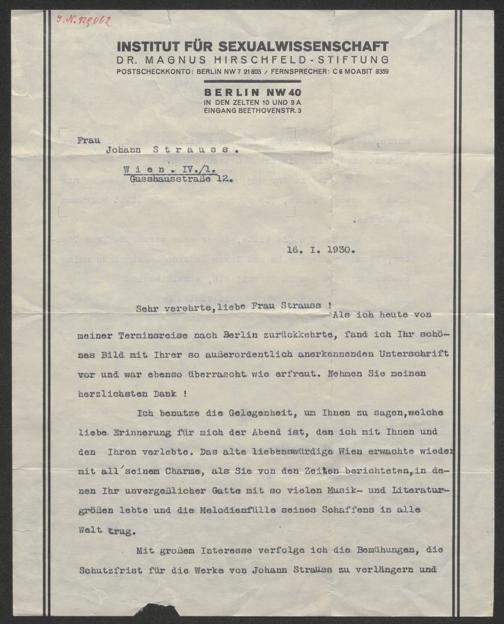 J.N. 129062
INSTITUT FÜR SEXUALWISSENSCHAFT
DR. MAGNUS HIRSCHFELD-STIFTUNG
POSTSCHECKKONTO: BERLIN NW 7 21803 / FERNSPRECHER: C 6 MOABIT 8359
BERLIN NW 40
IN DEN ZELTEN 10 UND 9A
EINGANG BEETHOVENSTR. 3
Frau
Johann Strauss.
Wien. IV./1.
Gusshausstraße 12.
16. I. 1930.
Sehr verehrte, liebe Frau Strauss !
Als ich heute von
meiner Terminsreise nach Berlin zurückkehrte, fand ich Ihr schö-
nes Bild mit Ihrer so außerordentlich anerkennenden Unterschrift
vor und war ebenso überrascht wie erfreut. Nehmen Sie meinen
herzlichsten Dank !
Ich benutze die Gelegenheit, um Ihnen zu sagen, welche
liebe Erinnerung für mich der Abend ist, den ich mit Ihnen und
den Ihren verlebte. Das alte liebenswürdige Wien erwachte wieder
mit all' seinem Charme, als Sie von den Zeiten berichteten, in de-
nen Ihr unvergeßlicher Gatte mit so vielen Musik- und Literatur-
größen lebte und die Melodienfülle seines Schaffens in alle
Welt trug.
Mit großem Interesse verfolge ich die Bemühungen, die
Schutzfrist für die Werke von Johann Strauss zu verlängern und